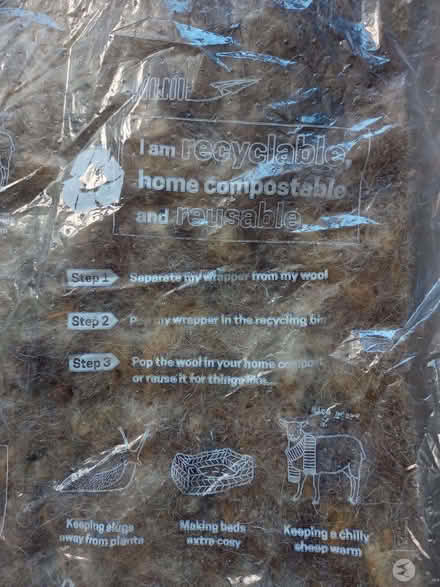 I am recyclable,
home compostable
and reusable
Step 1 Separate my wrapper from my wool
Step 2 my wrapper in the recycling bin
Step 3 Pop the wool in your home compost
or reuse it for things like...
Keeping slugs
away from plants
Making beds
extra cosy
Keeping a chilly
sheep warm